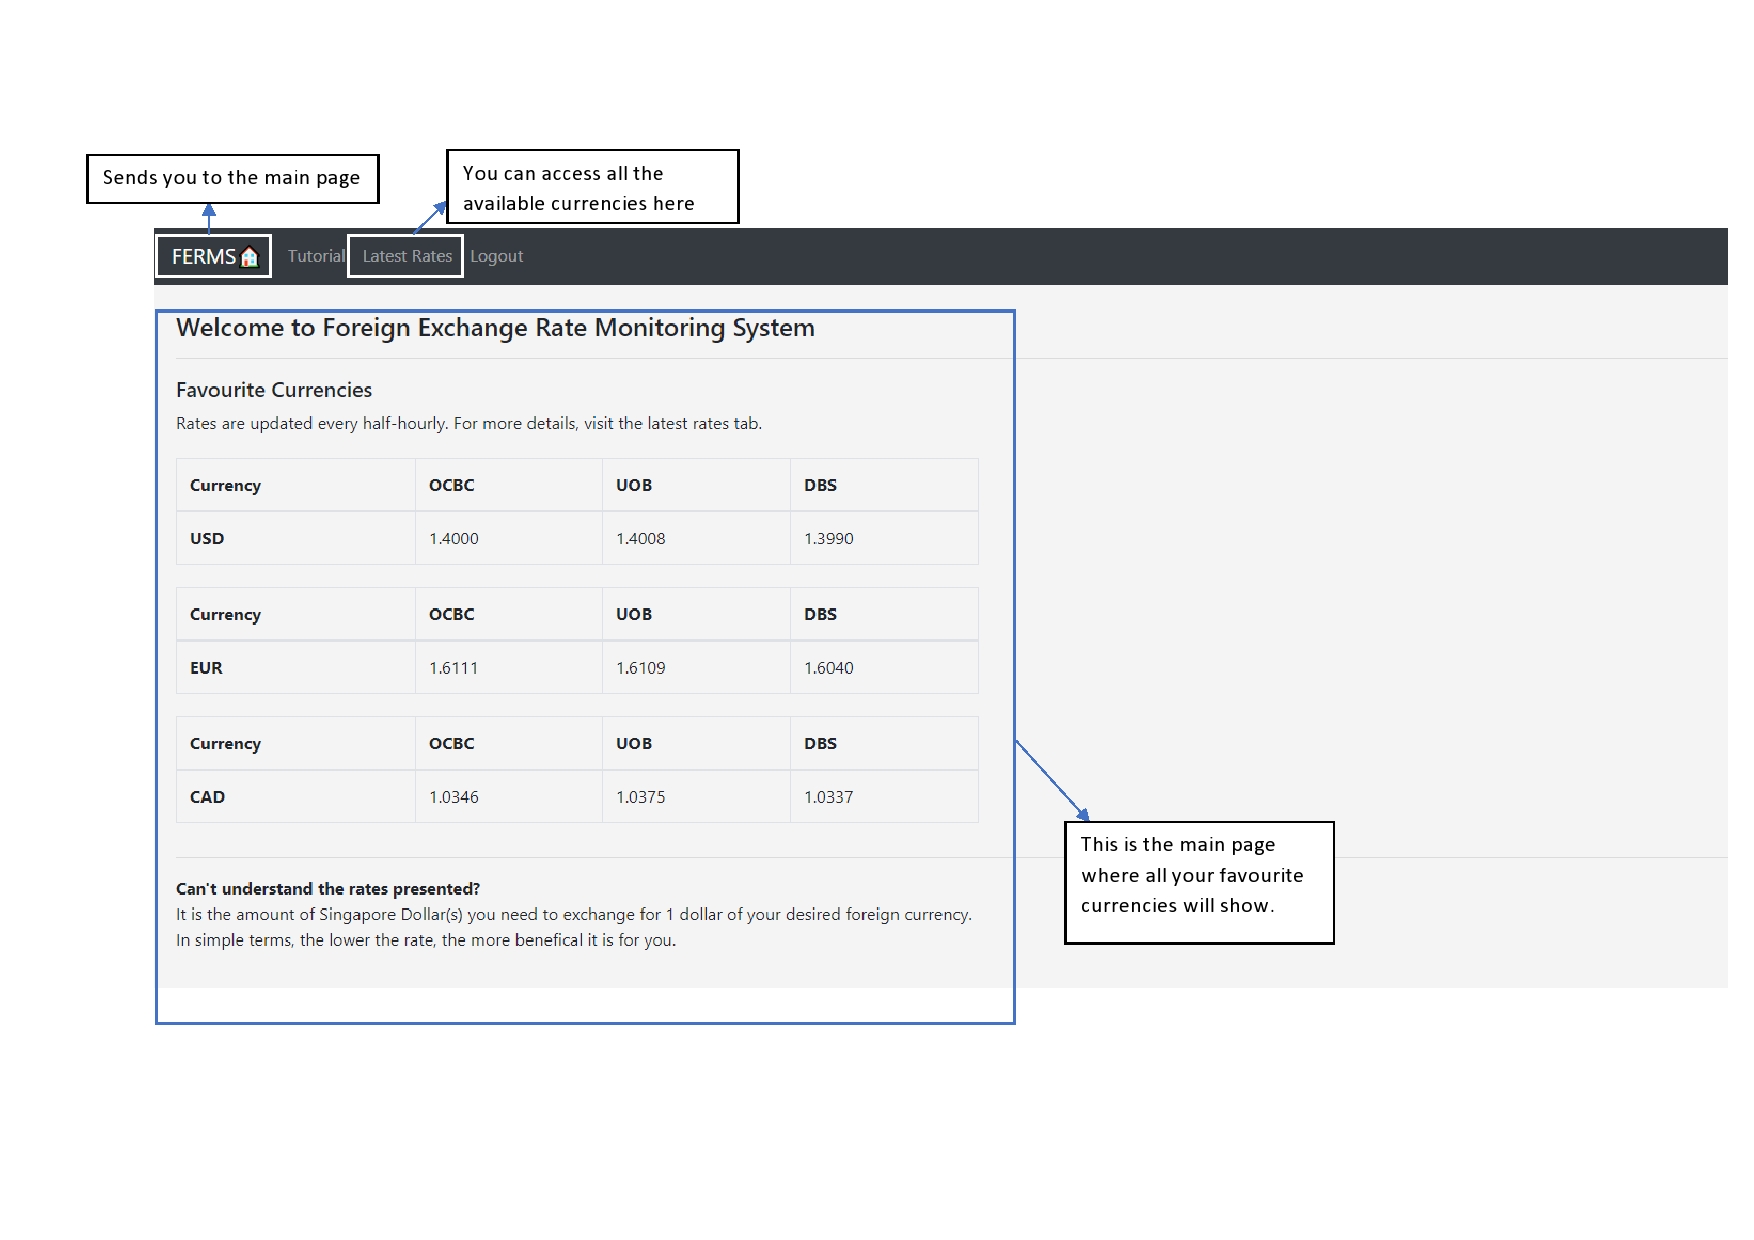 Sends you to the main page
You can access all the
available currencies here
FERMS Tutorial Latest Rates Logout
Welcome to Foreign Exchange Rate Monitoring System
Favourite Currencies
Rates are updated every half-hourly. For more details, visit the latest rates tab.
Currency OCBC UOB DBS
USD 1.4000 1.4008 1.3990
Currency OCBC UOB DBS
EUR 1.6111 1.6109 1.6040
Currency OCBC UOB DBS
CAD 1.0346 1.0375 1.0337
This is the main page
where all your favourite
currencies will show.
Can't understand the rates presented?
It is the amount of Singapore Dollar(s) you need to exchange for 1 dollar of your desired foreign currency.
In simple terms, the lower the rate, the more benefical it is for you.